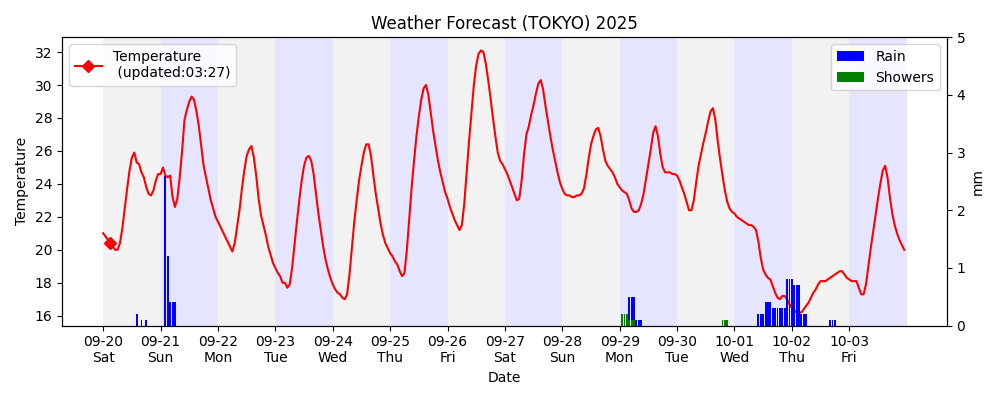 Weather Forecast (TOKYO) 2025
Temperature
(updated:03:27)
Rain
Showers
Temperature
32
30
28
26
24
22
20
18
16
5
4
3
2
1
0
mm
09-20 09-21 09-22 09-23 09-24 09-25 09-26 09-27 09-28 09-29 09-30 10-01 10-02 10-03
Sat Sun Mon Tue Wed Thu Fri Sat Sun Mon Tue Wed Thu Fri
Date